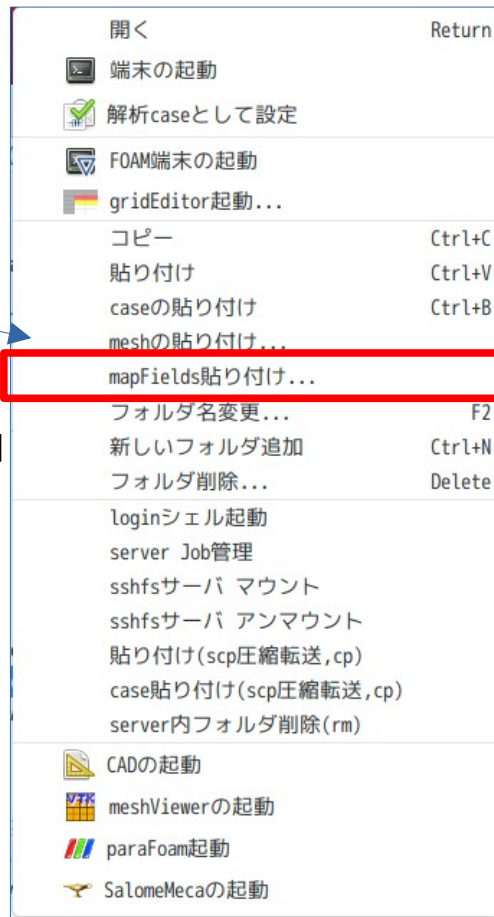 開く Return
端末の起動
解析caseとして設定
FOAM端末の起動
gridEditor起動...
コピー Ctrl+C
貼り付け Ctrl+V
caseの貼り付け Ctrl+B
meshの貼り付け...
mapFields貼り付け...
フォルダ名変更... F2
新しいフォルダ追加 Ctrl+N
フォルダ削除... Delete
loginシェル起動
server Job管理
sshfsサーバ マウント
sshfsサーバ アンマウント
貼り付け(scp圧縮転送,cp)
case貼り付け(scp圧縮転送,cp)
server内フォルダ削除(rm)
CADの起動
VTK meshViewerの起動
paraFoam起動
SalomeMecaの起動